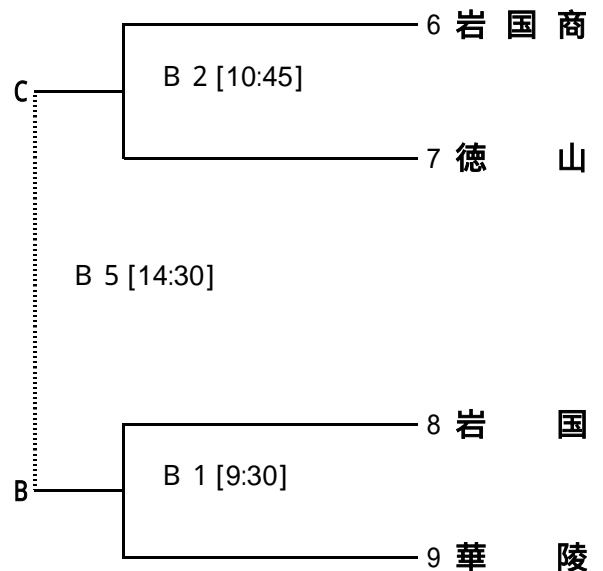 6 岩 国 商
B 2 [10:45]
C
7 徳 山
B 5 [14:30]
8 岩 国
B 1 [9:30]
B
9 華 陵